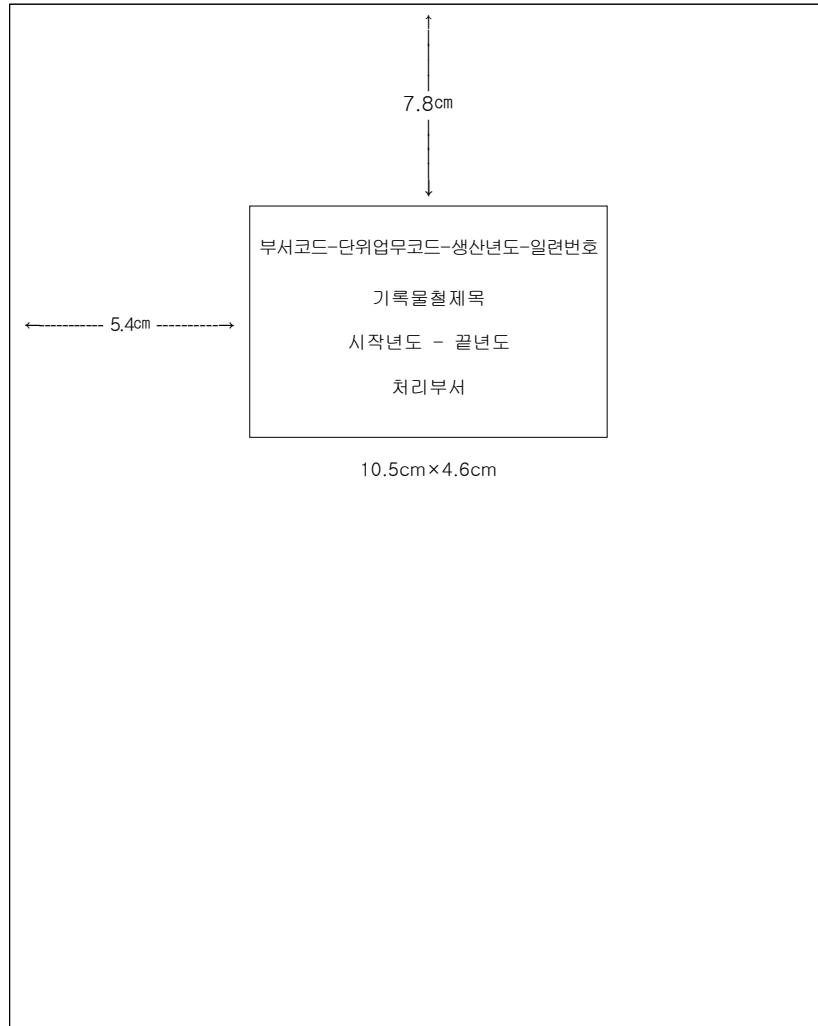 7.8㎝
부서코드-단위업무코드-생산년도-일련번호
기록물철제목
5.4㎝
시작년도 - 끝년도
처리부서
10.5cm×4.6cm